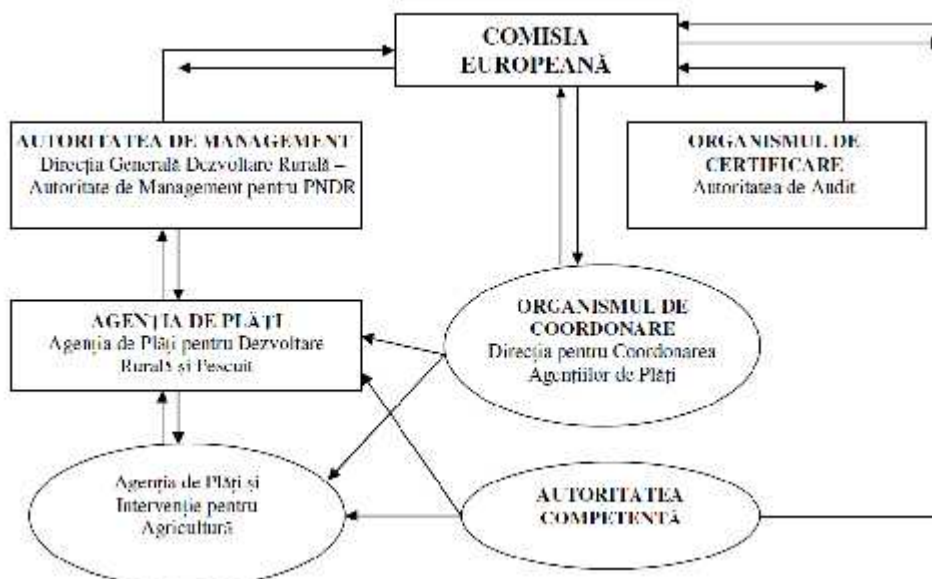 COMISIA
EUROPEANĂ
AUTORITATEA DE MANAGEMENT
Direcția Generală Dezvoltare Rurală –
Autoritate de Management pentru PNDR
ORGANISMUL DE
CERTIFICARE
Autoritatea de Audit
AGENȚIA DE PLĂȚI
Agenția de Plăți pentru Dezvoltare
Rurală și Pescuit
ORGANISMUL DE
COORDONARE
Direcția pentru Coordonarea
Agențiilor de Plăți
Agenția de Plăți și
Intervenție pentru
Agricultură
AUTORITATEA
COMPETENTĂ